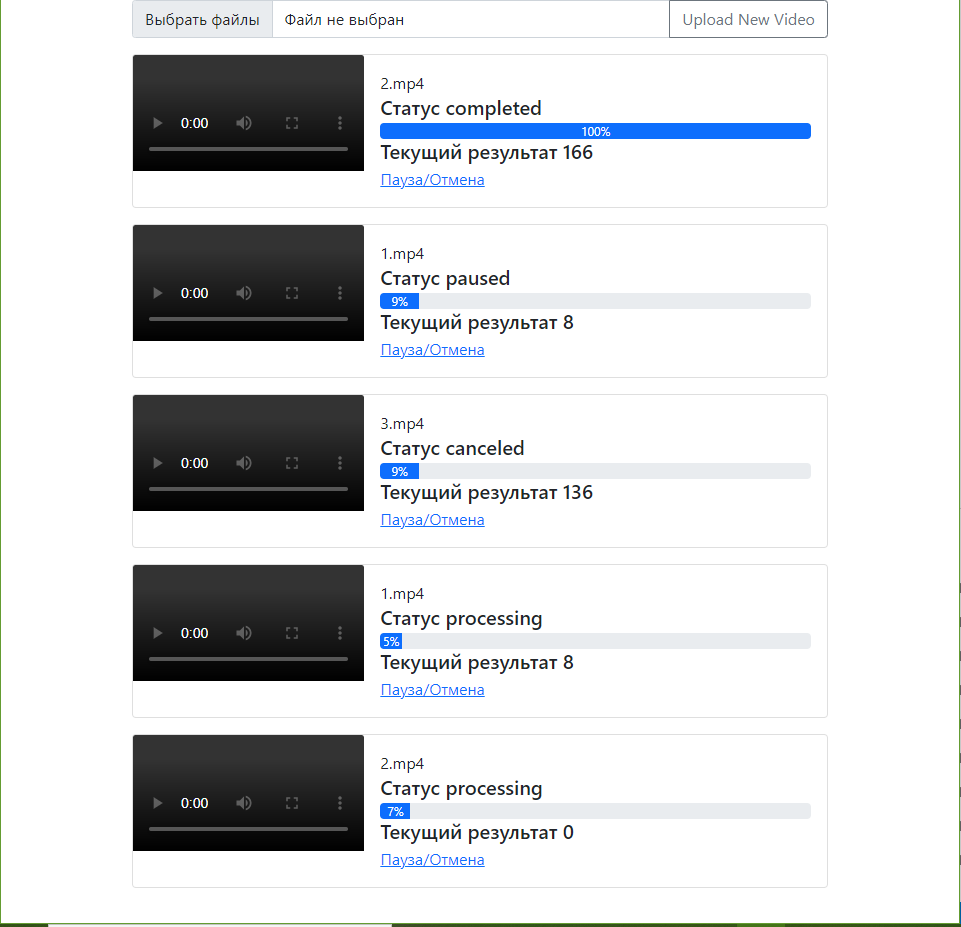 Выбрать файлы Файл не выбран Upload New Video
0:00
2.mp4
Статус completed
100%
Текущий результат 166
Пауза/Отмена
0:00
1.mp4
Статус paused
9%
Текущий результат 8
Пауза/Отмена
0:00
3.mp4
Статус canceled
9%
Текущий результат 136
Пауза/Отмена
0:00
1.mp4
Статус processing
5%
Текущий результат 8
Пауза/Отмена
0:00
2.mp4
Статус processing
7%
Текущий результат 0
Пауза/Отмена